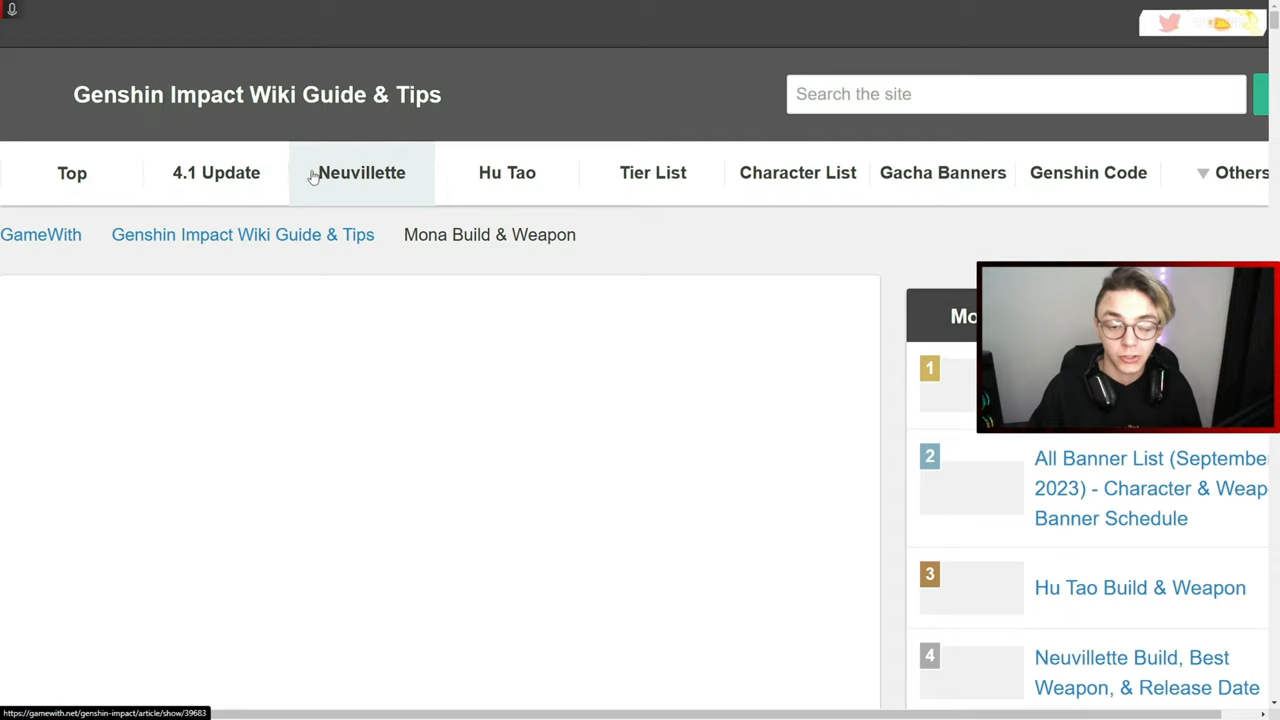 Genshin Impact Wiki Guide & Tips
Search the site
Top
4.1 Update
Neuvillette
Hu Tao
Tier List
Character List
Gacha Banners
Genshin Code
Others
GameWith
Genshin Impact Wiki Guide & Tips
Mona Build & Weapon
1
2
All Banner List (Septembe
2023) - Character & Weap
Banner Schedule
3
Hu Tao Build & Weapon
4
Neuvillette Build, Best
Weapon, & Release Date
https://gamewith.net/genshin-impact/article/show/39683